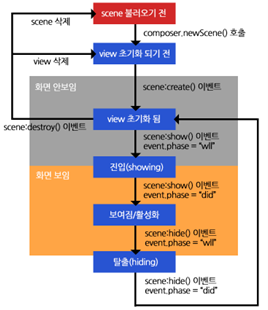 scene 삭제
scene 불러오기 전
composer.newScene() 호출
view 삭제
view 초기화 되기 전
화면 안보임
scene:create() 이벤트
view 초기화 됨
scene:destroy() 이벤트
scene:show() 이벤트
event.phase = "wll"
진입(showing)
화면 보임
scene:show() 이벤트
event.phase = "did"
보여짐/활성화
scene:hide() 이벤트
event.phase = "wll"
탈출(hiding)
scene:hide() 이벤트
event.phase = "did"